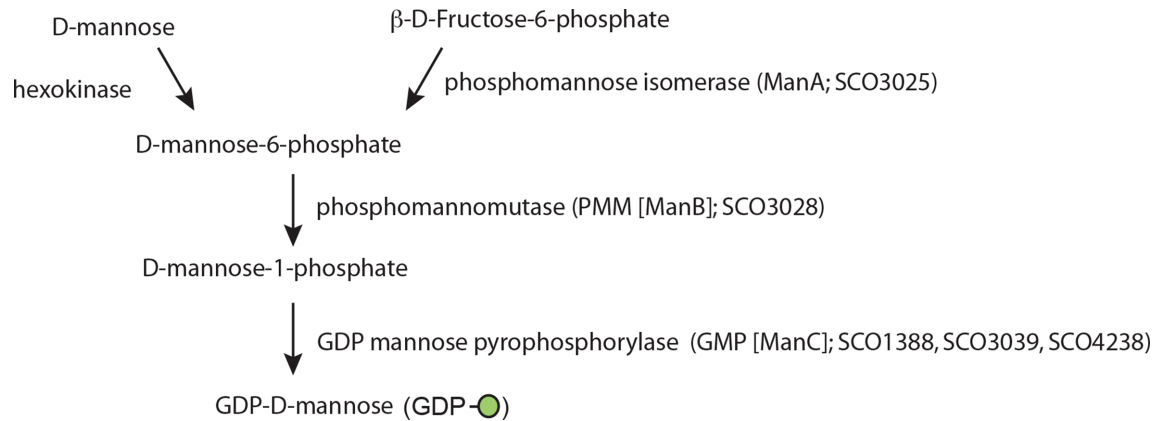 D-mannose
β-D-Fructose-6-phosphate
hexokinase
phosphomannose isomerase (ManA; SCO3025)
D-mannose-6-phosphate
phosphomannomutase (PMM [ManB]; SCO3028)
D-mannose-1-phosphate
GDP mannose pyrophosphorylase (GMP [ManC]; SCO1388, SCO3039, SCO4238)
GDP-D-mannose (GDP-)